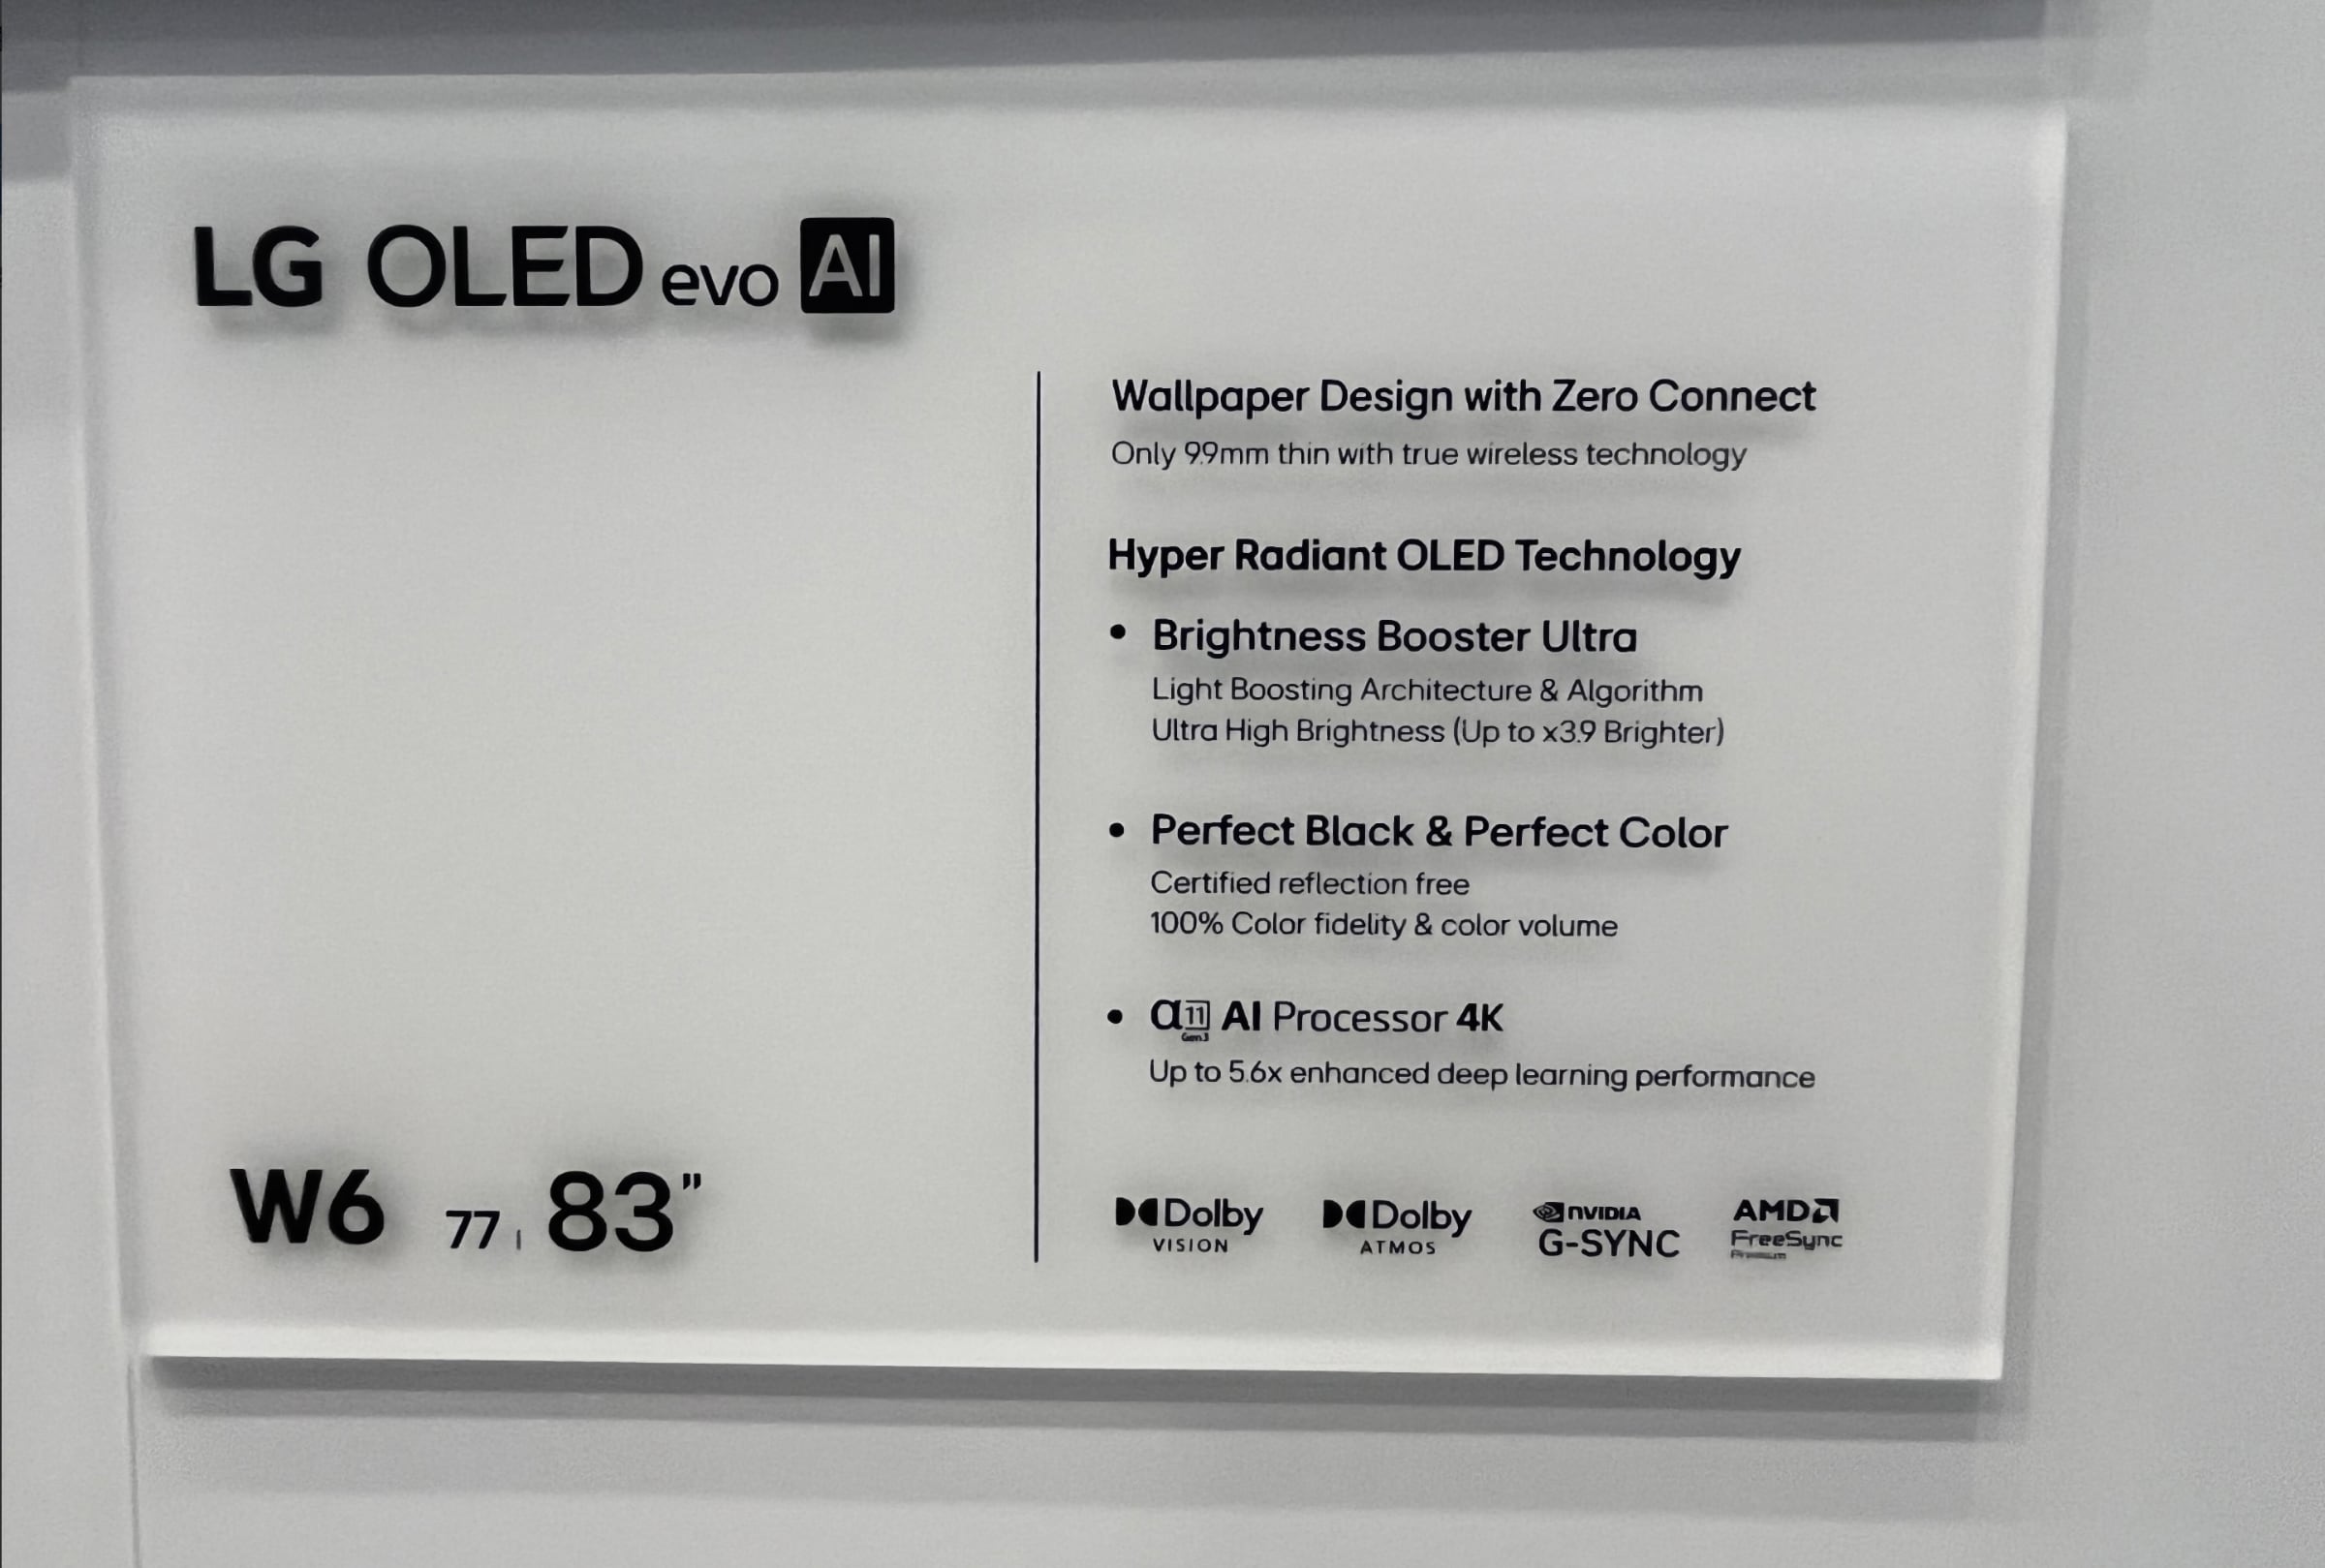 LG OLED evo AI
Wallpaper Design with Zero Connect
Only 9.9mm thin with true wireless technology
Hyper Radiant OLED Technology
• Brightness Booster Ultra
Light Boosting Architecture & Algorithm
Ultra High Brightness (Up to x3.9 Brighter)
• Perfect Black & Perfect Color
Certified reflection free
100% Color fidelity & color volume
• α11 AI Processor 4K
Gen3
Up to 5.6x enhanced deep learning performance
W6 77 | 83”
Dolby VISION
Dolby ATMOS
NVIDIA G-SYNC
AMD FreeSync Premium